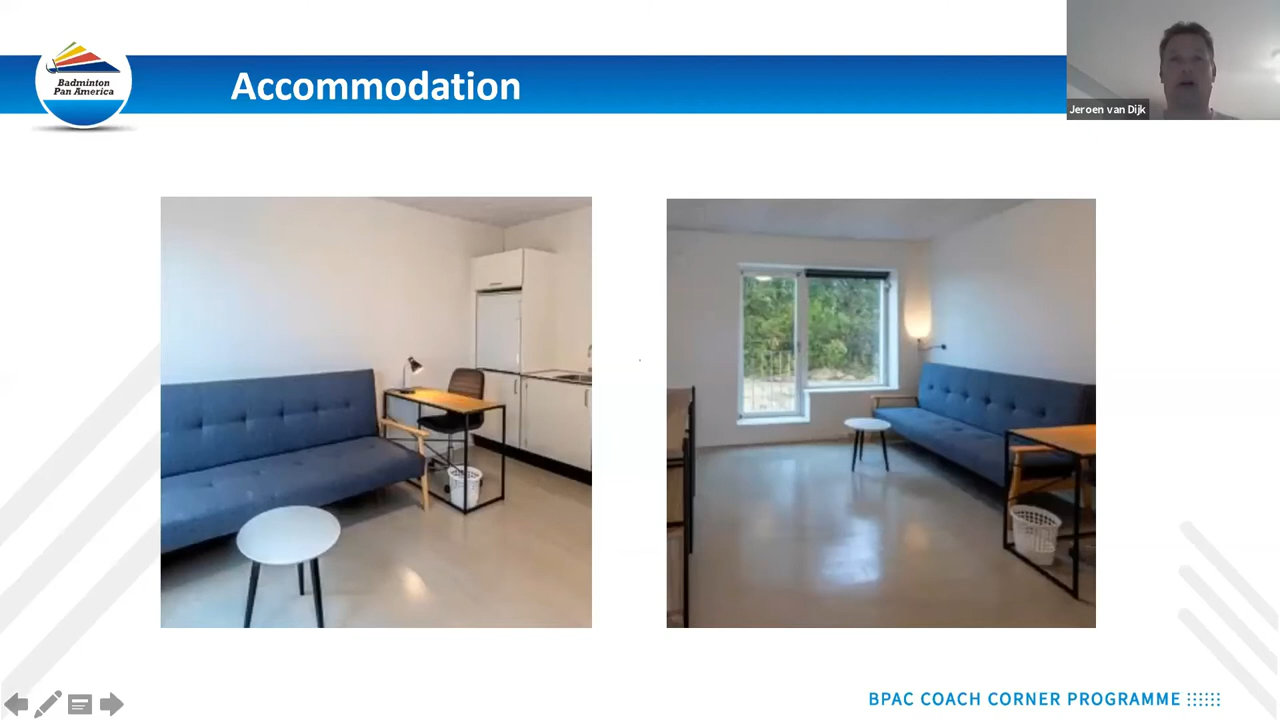 Badminton
Pan America
Accommodation
Jeroen van Dijk
BPAC COACH CORNER PROGRAMME